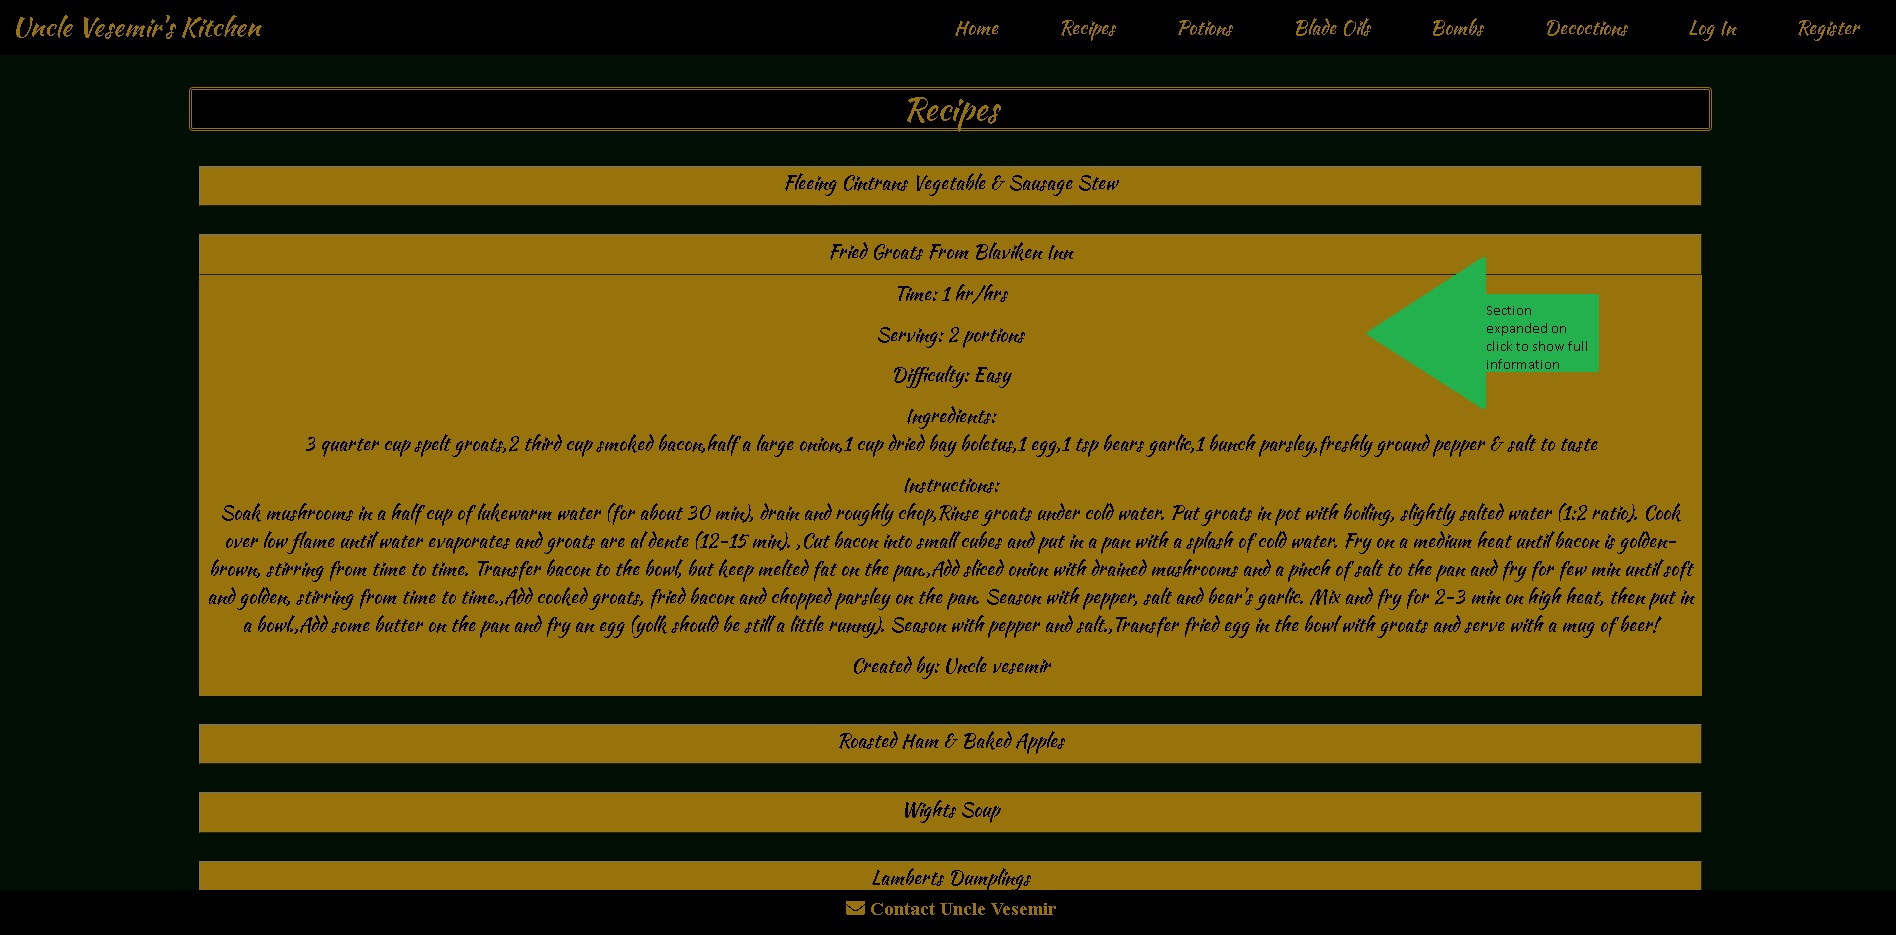 Uncle Vesemir's Kitchen
Home Recipes Potions Blade Oils Bombs Decoctions Log In Register
Recipes
Fleeing Cintrans Vegetable & Sausage Stew
Fried Groats From Blaviken Inn
Time: 1 hr/hrs
Serving: 2 portions
Difficulty: Easy
Section
expanded on
click to show full
information
Ingredients:
3 quarter cup spelt groats,2 third cup smoked bacon,half a large onion,1 cup dried bay boletus,1 egg,1 tsp bears garlic,1 bunch parsley,freshly ground pepper & salt to taste
Instructions:
Soak mushrooms in a half cup of lukewarm water (for about 30 min), drain and roughly chop,Rinse groats under cold water. Put groats in pot with boiling, slightly salted water (1:2 ratio). Cook
over low flame until water evaporates and groats are al dente (12-15 min). ,Cut bacon into small cubes and put in a pan with a splash of cold water. Fry on a medium heat until bacon is golden-
brown, stirring from time to time. Transfer bacon to the bowl, but keep melted fat on the pan.,Add sliced onion with drained mushrooms and a pinch of salt to the pan and fry for few min until soft
and golden, stirring from time to time.,Add cooked groats, fried bacon and chopped parsley on the pan. Season with pepper, salt and bear's garlic. Mix and fry for 2-3 min on high heat, then put in
a bowl.,Add some butter on the pan and fry an egg (yolk should be still a little runny). Season with pepper and salt.,Transfer fried egg in the bowl with groats and serve with a mug of beer!
Created by: Uncle vesemir
Roasted Ham & Baked Apples
Wights Soup
Lamberts Dumplings
Contact Uncle Vesemir